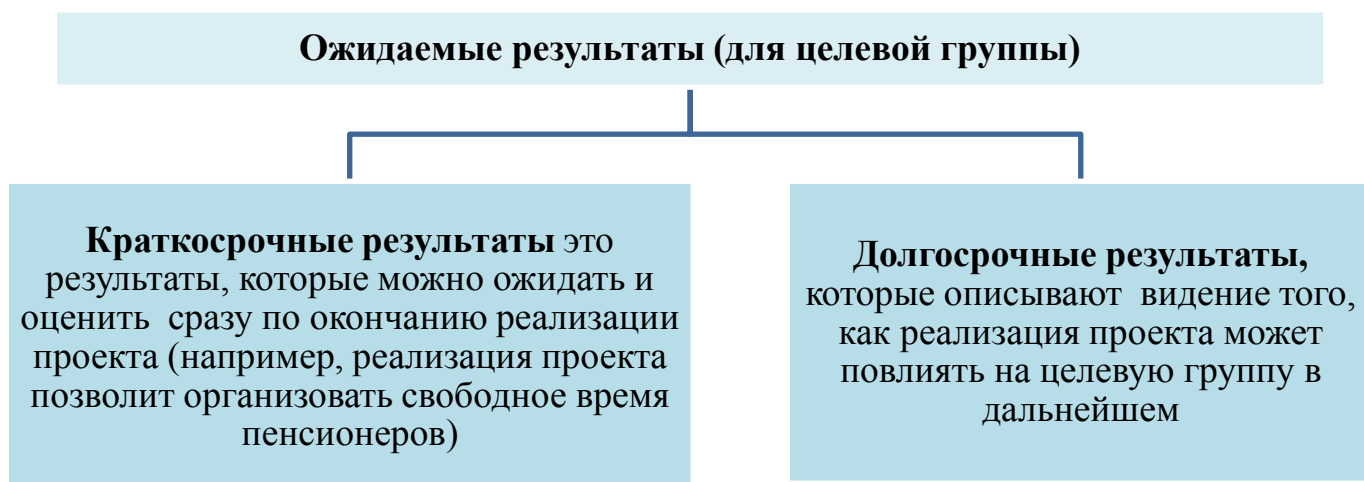 Ожидаемые результаты (для целевой группы)
Краткосрочные результаты это
результаты, которые можно ожидать и
оценить сразу по окончанию реализации
проекта (например, реализация проекта
позволит организовать свободное время
пенсионеров)
Долгосрочные результаты,
которые описывают видение того,
как реализация проекта может
повлиять на целевую группу в
дальнейшем